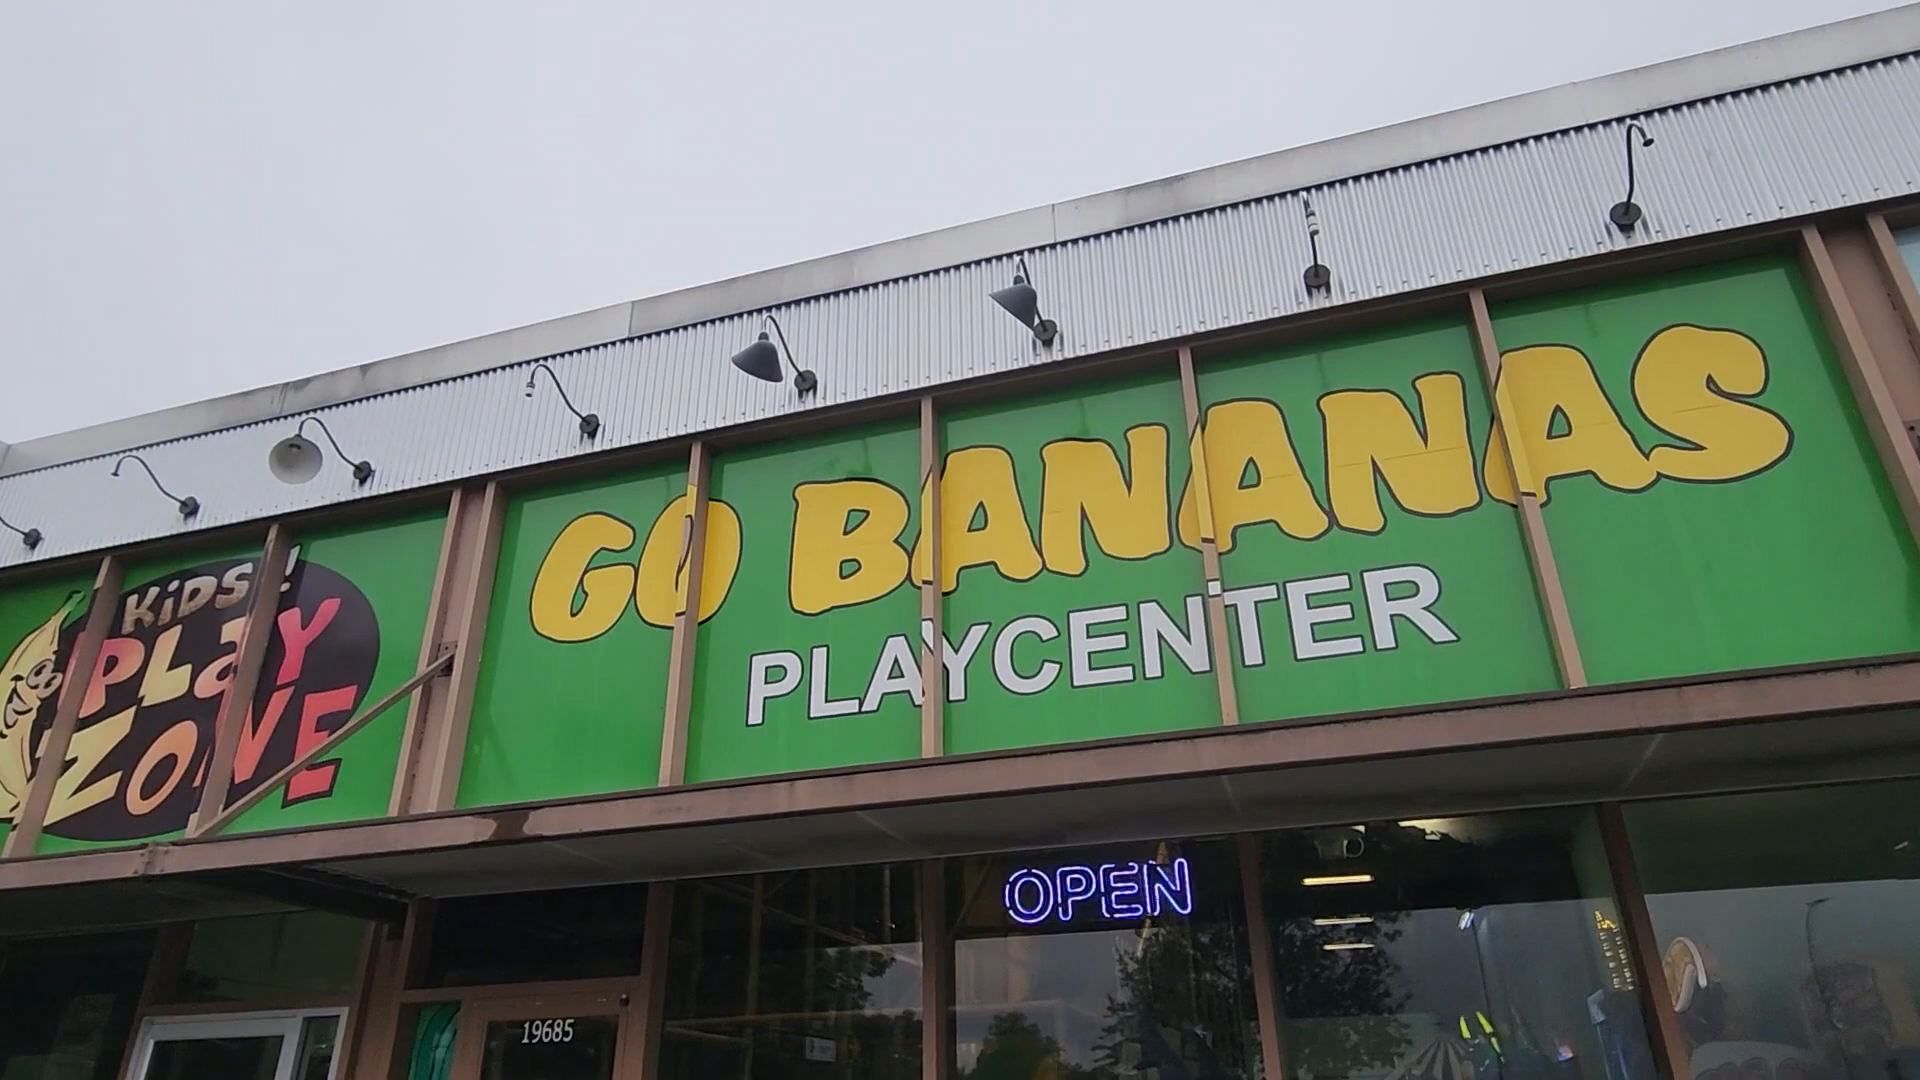 KiDS!
PLaY
ZONE
GO BANANAS
PLAYCENTER
OPEN
19685